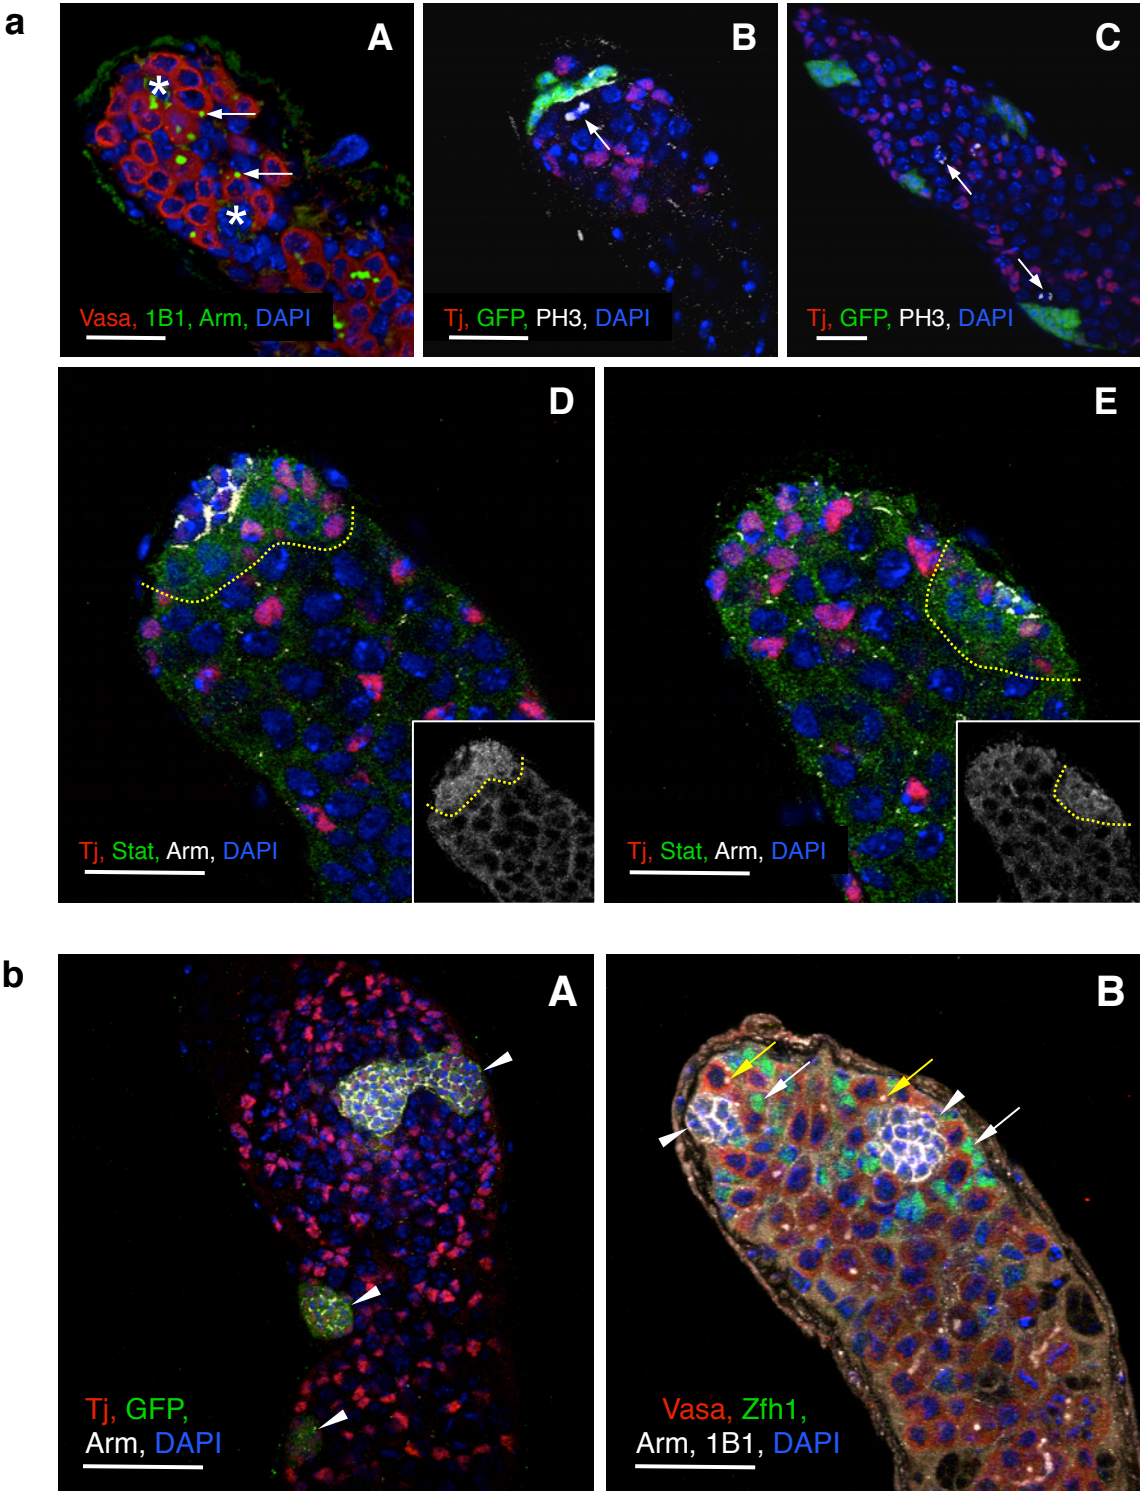 a
A
B
C
*
*
Vasa, 1B1, Arm, DAPI
Tj, GFP, PH3, DAPI
Tj, GFP, PH3, DAPI
D
E
Tj, Stat, Arm, DAPI
Tj, Stat, Arm, DAPI
b
A
B
Tj, GFP,
Arm, DAPI
Vasa, Zfh1,
Arm, 1B1, DAPI